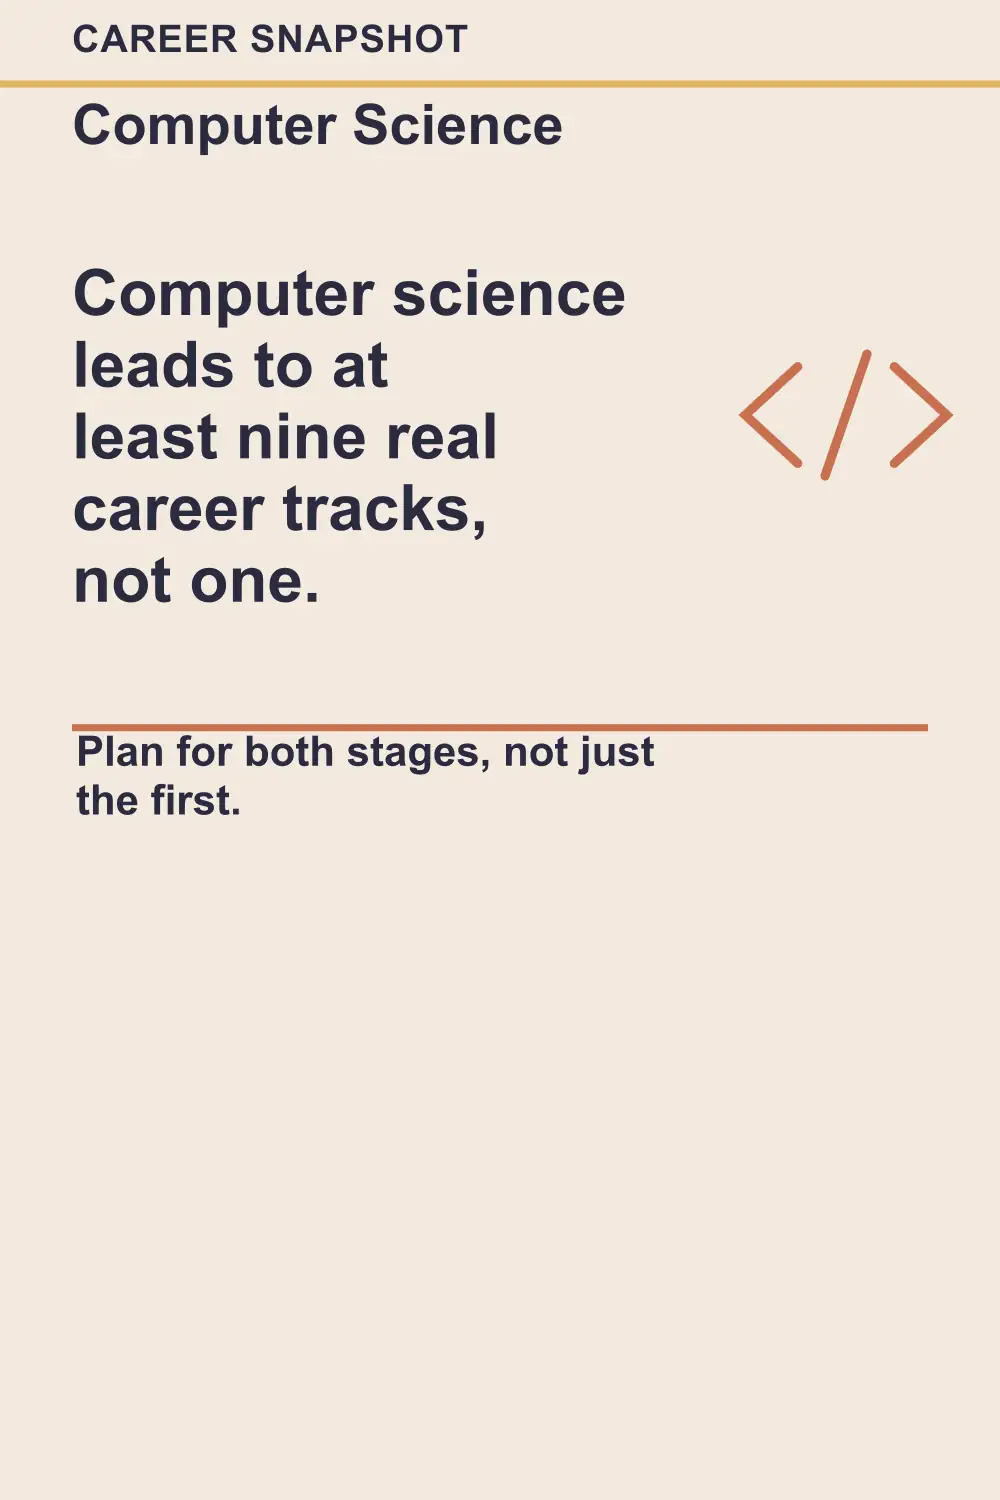 CAREER SNAPSHOT
Computer Science
Computer science
leads to at
least nine real
career tracks,
not one.
Plan for both stages, not just
the first.